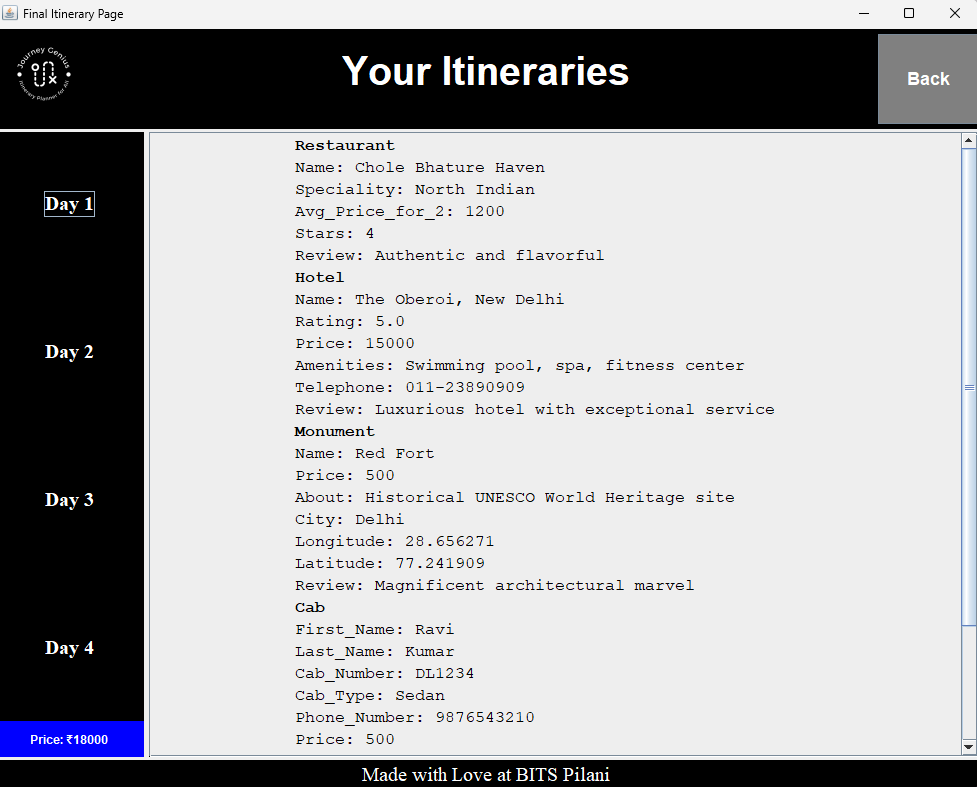 Final Itinerary Page
Journey Genius
Itinerary Planner for All
Your Itineraries
Back
Day 1
Day 2
Day 3
Day 4
Price: ₹18000
Restaurant
Name: Chole Bhature Haven
Speciality: North Indian
Avg_Price_for_2: 1200
Stars: 4
Review: Authentic and flavorful
Hotel
Name: The Oberoi, New Delhi
Rating: 5.0
Price: 15000
Amenities: Swimming pool, spa, fitness center
Telephone: 011-23890909
Review: Luxurious hotel with exceptional service
Monument
Name: Red Fort
Price: 500
About: Historical UNESCO World Heritage site
City: Delhi
Longitude: 28.656271
Latitude: 77.241909
Review: Magnificent architectural marvel
Cab
First_Name: Ravi
Last_Name: Kumar
Cab_Number: DL1234
Cab_Type: Sedan
Phone_Number: 9876543210
Price: 500
Made with Love at BITS Pilani